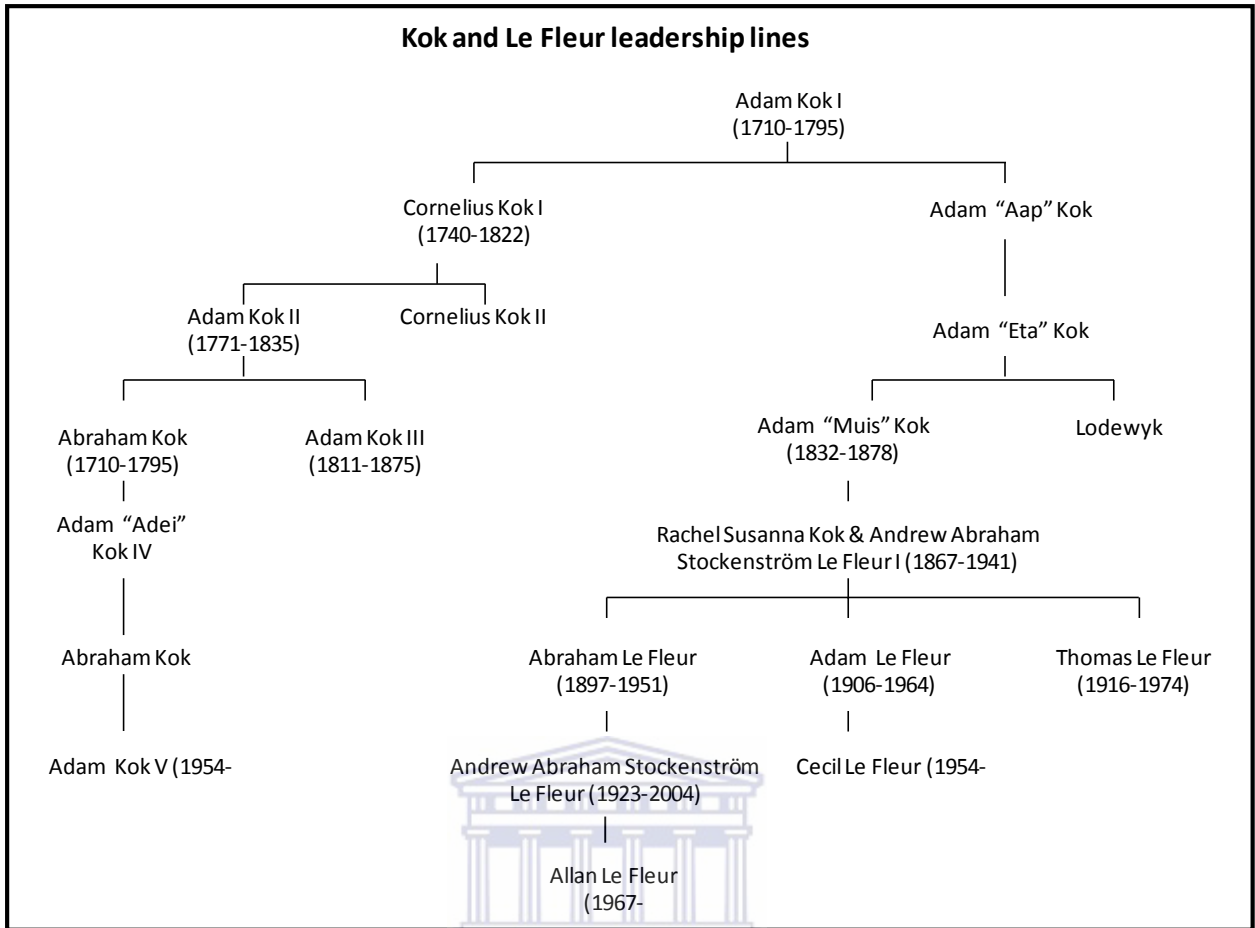 Kok and Le Fleur leadership lines
Adam Kok I
(1710-1795)
Cornelius Kok I
(1740-1822)
Adam “Aap” Kok
Adam Kok II
(1771-1835)
Cornelius Kok II
Adam “Eta” Kok
Abraham Kok
(1710-1795)
Adam Kok III
(1811-1875)
Adam “Muis” Kok
(1832-1878)
Lodewyk
Adam “Adei”
Kok IV
Rachel Susanna Kok & Andrew Abraham
Stockenström Le Fleur I (1867-1941)
Abraham Kok
Abraham Le Fleur
(1897-1951)
Adam Le Fleur
(1906-1964)
Thomas Le Fleur
(1916-1974)
Adam Kok V (1954-
Andrew Abraham Stockenström
Le Fleur (1923-2004)
Cecil Le Fleur (1954-
Allan Le Fleur
(1967-